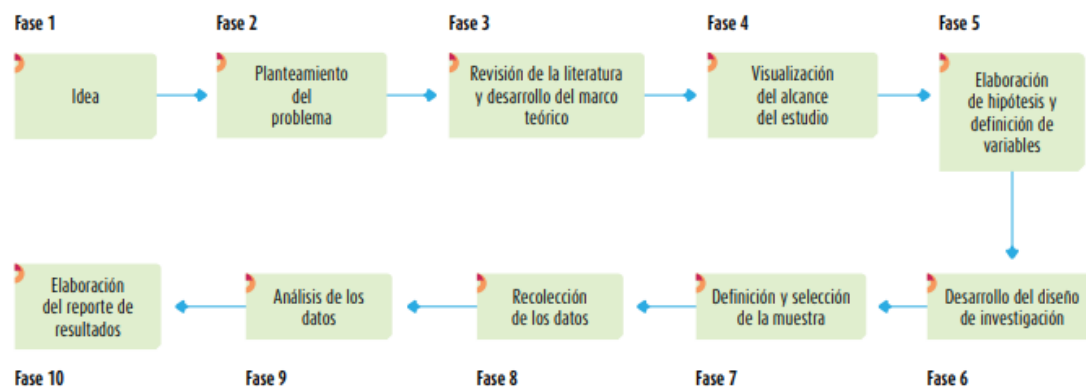 Fase 1
Idea
Fase 2
Planteamiento
del
problema
Fase 3
Revisión de la literatura
y desarrollo del marco
teórico
Fase 4
Visualización
del alcance
del estudio
Fase 5
Elaboración
de hipótesis y
definición de
variables
Desarrollo del diseño
de investigación
Fase 6
Definición y selección
de la muestra
Fase 7
Recolección
de los datos
Fase 8
Análisis de los
datos
Fase 9
Elaboración
del reporte de
resultados
Fase 10